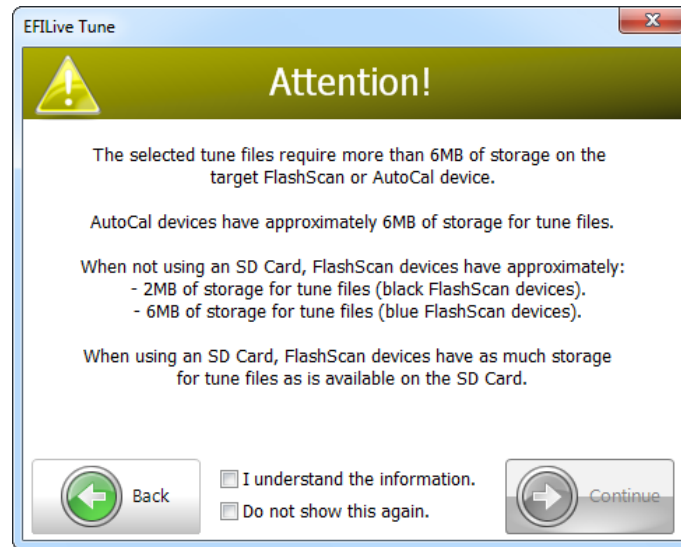 EFILive Tune
Attention!
The selected tune files require more than 6MB of storage on the
target FlashScan or AutoCal device.
AutoCal devices have approximately 6MB of storage for tune files.
When not using an SD Card, FlashScan devices have approximately:
- 2MB of storage for tune files (black FlashScan devices).
- 6MB of storage for tune files (blue FlashScan devices).
When using an SD Card, FlashScan devices have as much storage
for tune files as is available on the SD Card.
Back
I understand the information.
Do not show this again.
Continue